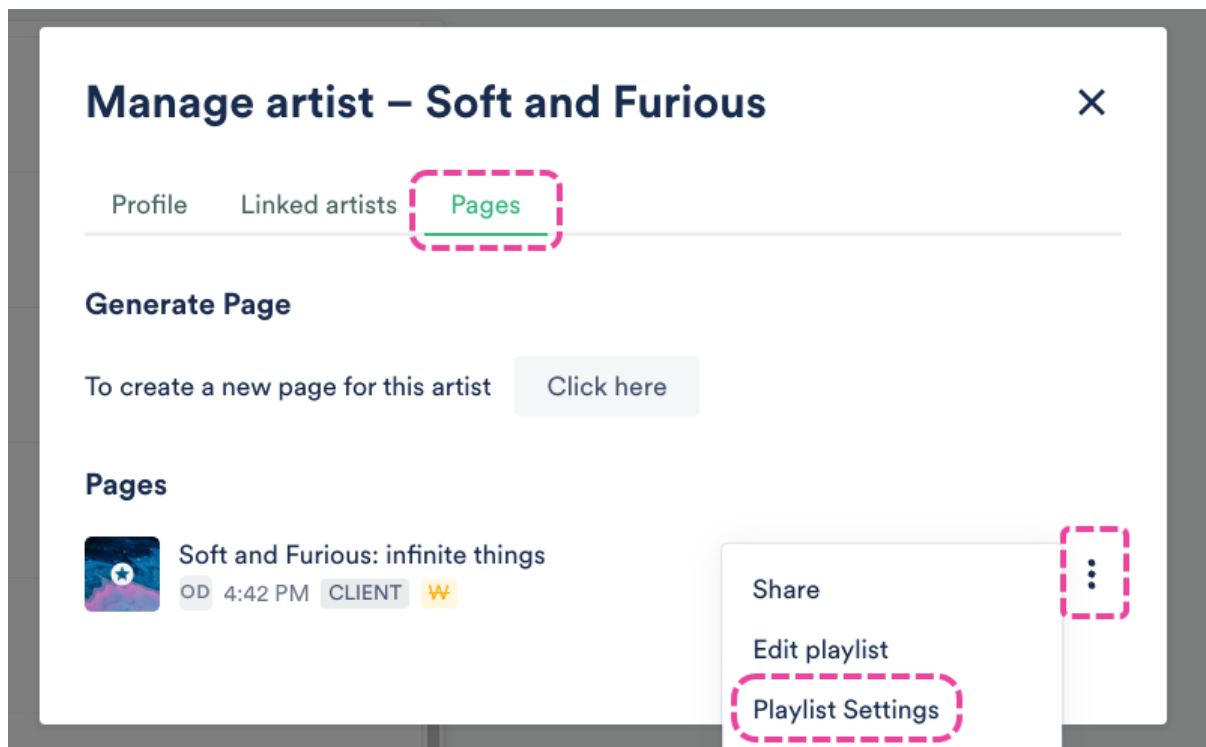 Manage artist – Soft and Furious
Profile Linked artists Pages
Generate Page
To create a new page for this artist Click here
Pages
Soft and Furious: infinite things
OD 4:42 PM CLIENT ₩
Share
Edit playlist
Playlist Settings